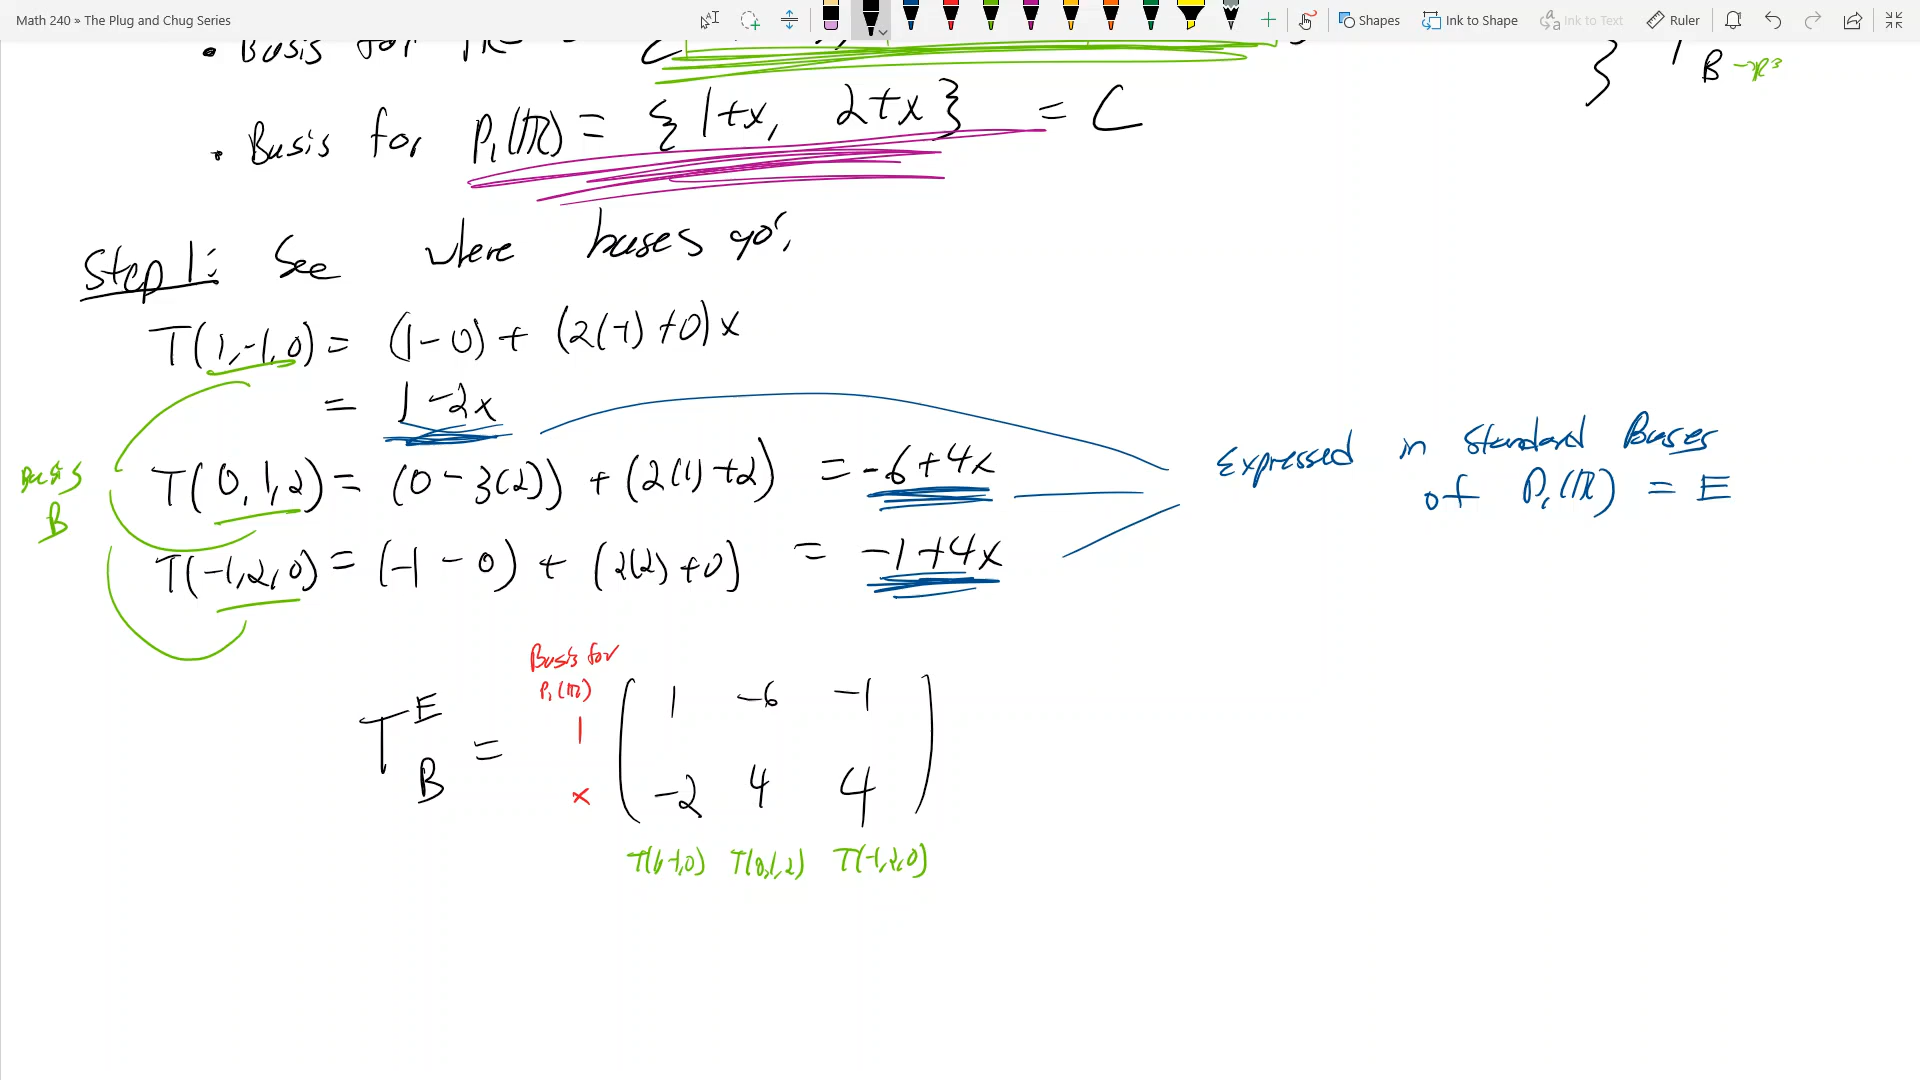 Math 240 » The Plug and Chug Series
Shapes Ink to Shape Ink to Text Ruler
• Basis for
B → R³
• Basis for P₁(ℝ) = {1+x, 2+x} = C
Step 1: See where bases go:
T(1,-1,0) = (1-0) + (2(-1)+0)x
= 1-2x
T(0,1,2) = (0-3(2)) + (2(1)+2) = -6+4x
T(-1,2,0) = (-1-0) + (2(2)+0) = -1+4x
Basis
B
Expressed in Standard Bases
of P₁(ℝ) = E
Basis for
P₁(ℝ)
1
x
T E B =
1 -6 -1
-2 4 4
T(1,-1,0) T(0,1,2) T(-1,2,0)